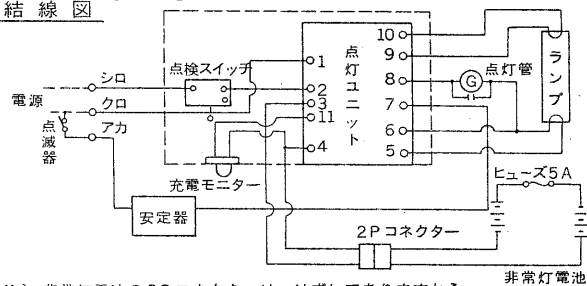 結線図
電源
シロ
クロ
アカ
点滅器
点検スイッチ
充電モニター
安定器
点灯ユニット
1
2
3
11
4
10
9
8
7
6
5
G
点灯管
ランプ
ヒューズ5A
2Pコネクター
非常灯電池